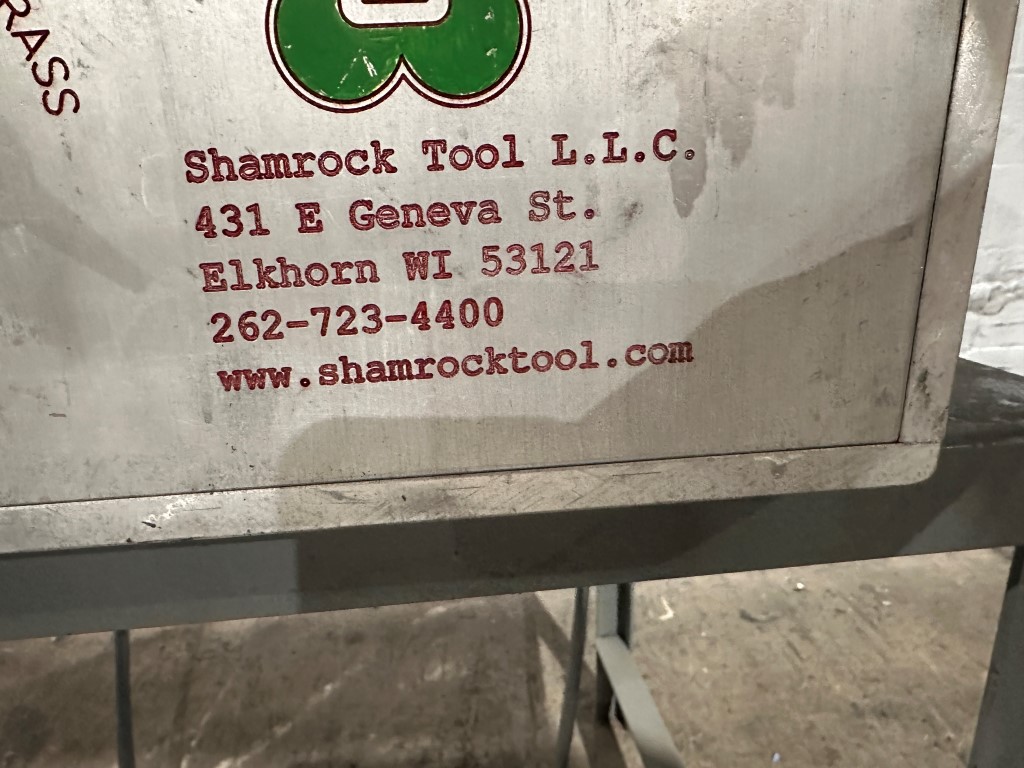 RASS
Shamrock Tool L.L.C.
431 E Geneva St.
Elkhorn WI 53121
262-723-4400
www.shamrocktool.com